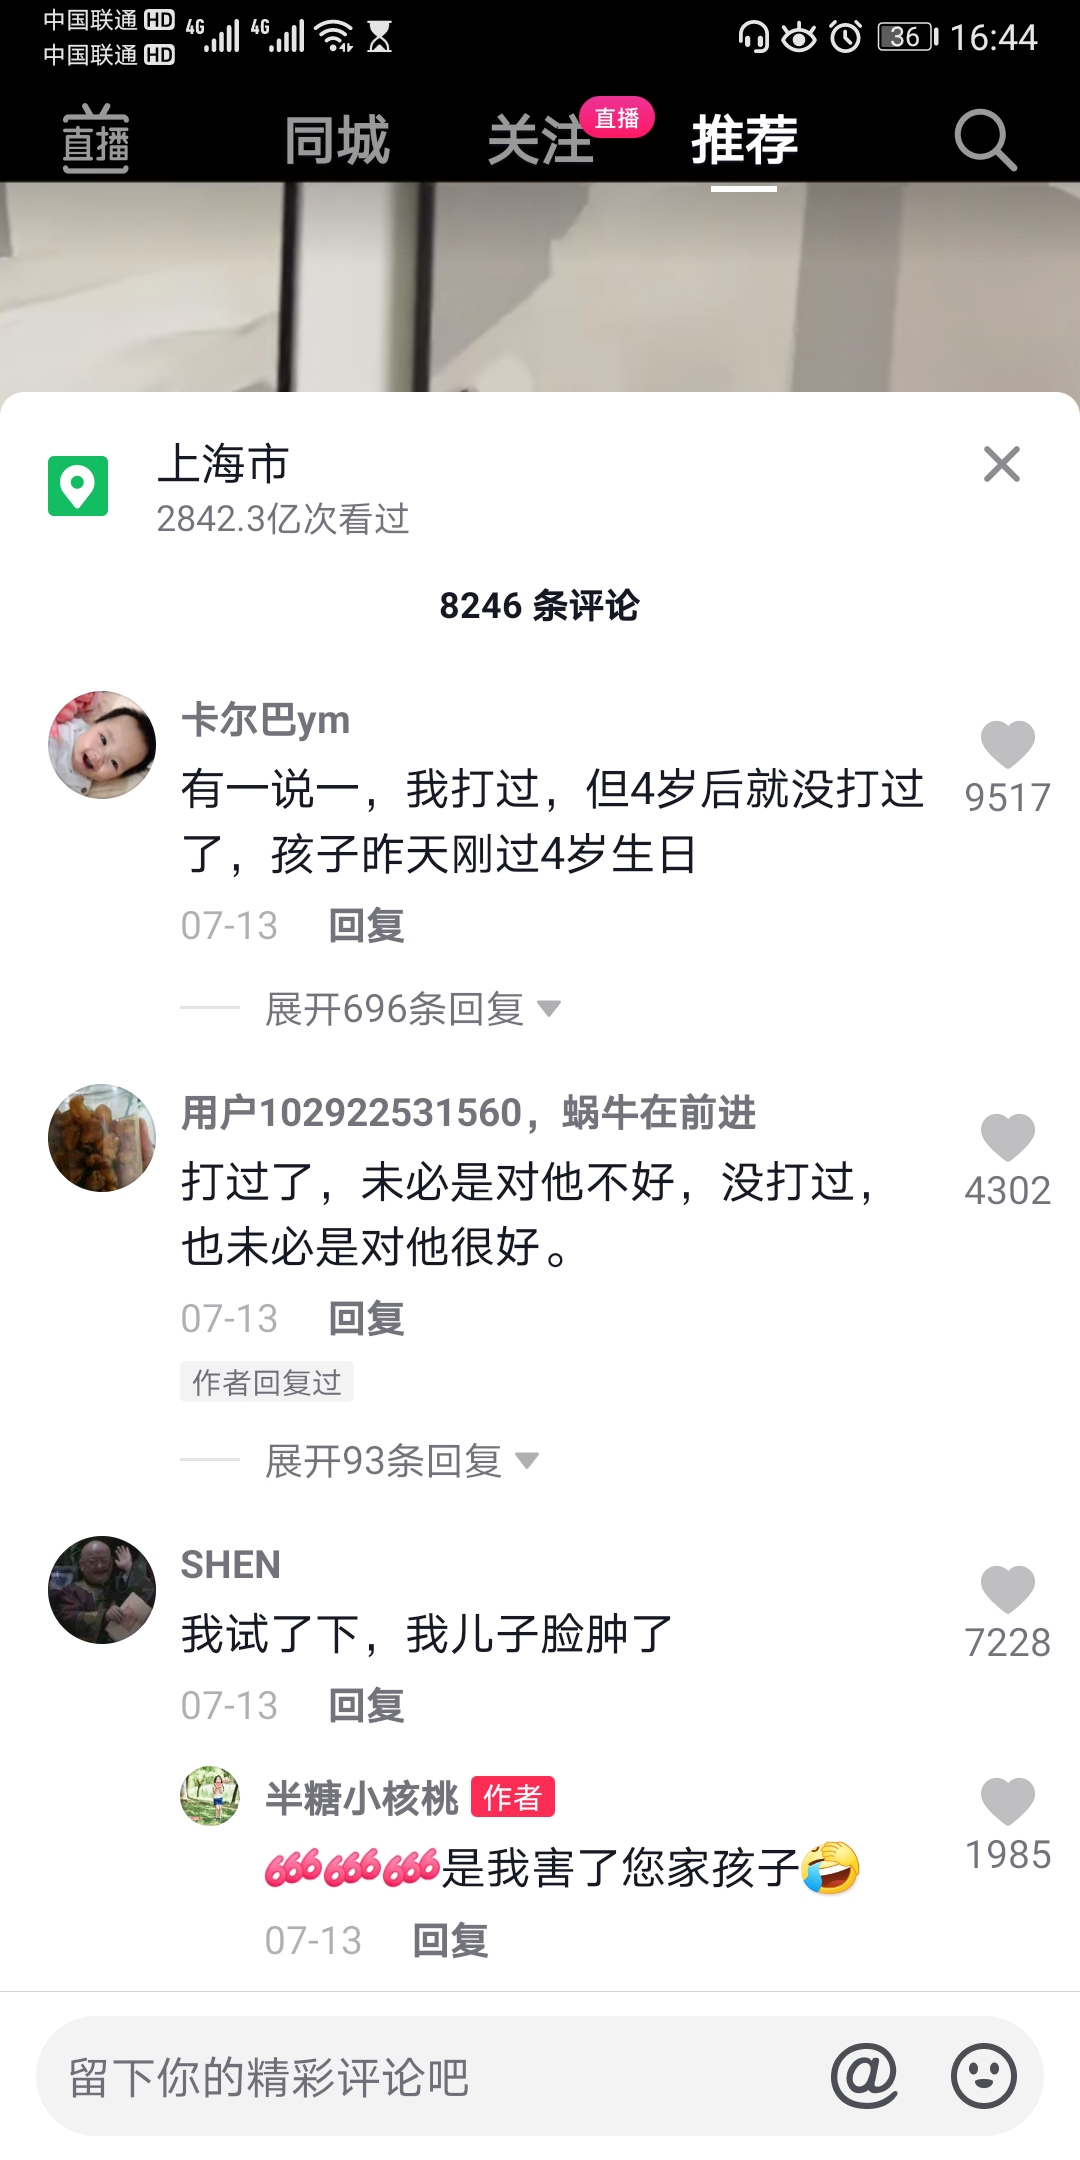 中国联通 HD 4G 4G 36 16:44
中国联通 HD
直播 同城 关注 直播 推荐
上海市
2842.3亿次看过
8246 条评论
卡尔巴ym
有一说一，我打过，但4岁后就没打过
了，孩子昨天刚过4岁生日
9517
07-13 回复
展开696条回复
用户102922531560，蜗牛在前进
打过了，未必是对他不好，没打过，
也未必是对他很好。
4302
07-13 回复
作者回复过
展开93条回复
SHEN
我试了下，我儿子脸肿了
7228
07-13 回复
半糖小核桃 作者
666666666是我害了您家孩子🤣
1985
07-13 回复
留下你的精彩评论吧 @